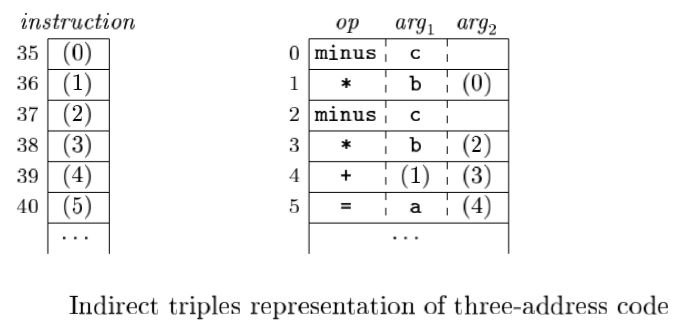 instruction op arg1 arg2
35 (0) 0 minus c
36 (1) 1 * b (0)
37 (2) 2 minus c
38 (3) 3 * b (2)
39 (4) 4 + (1) (3)
40 (5) 5 = a (4)
... ...
Indirect triples representation of three-address code